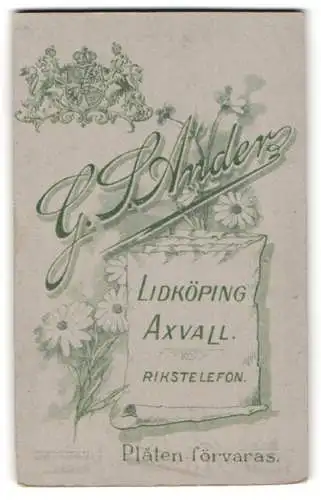 G. S. Ander
LIDKÖPING
AXVALL.
RIKSTELEFON.
Plåten förvaras.